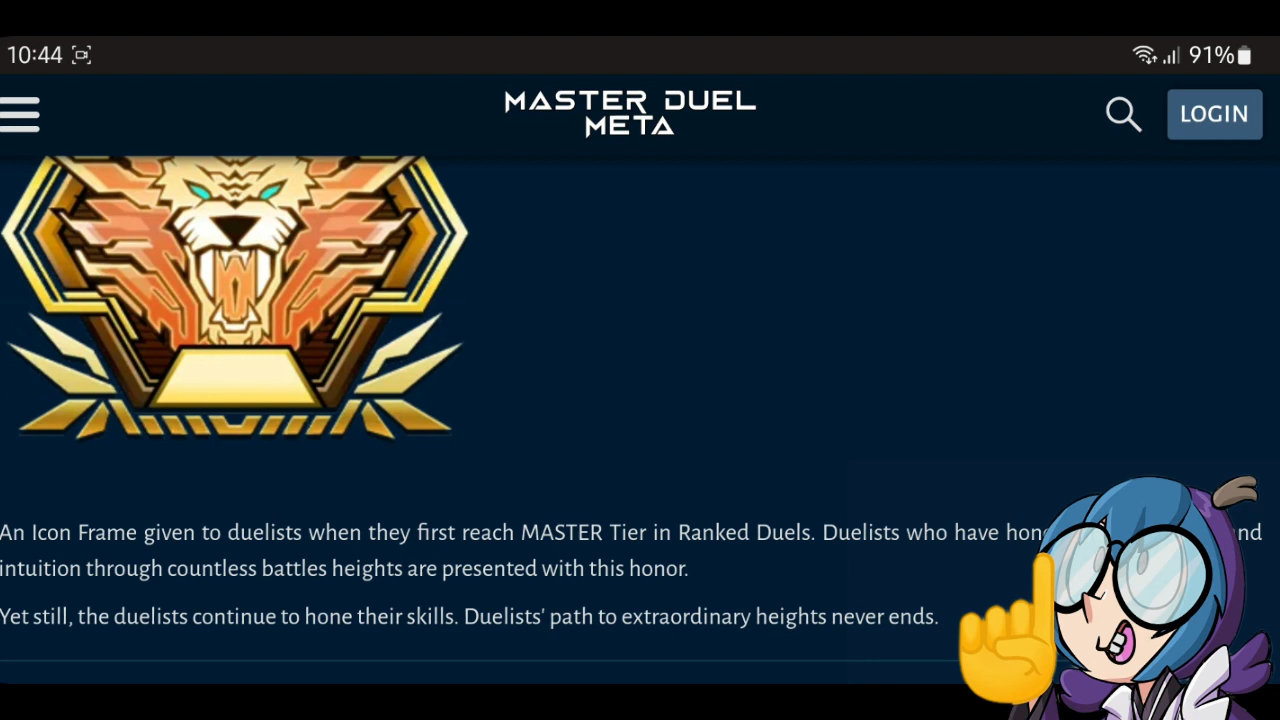 10:44
91%
MASTER DUEL
META
LOGIN
An Icon Frame given to duelists when they first reach MASTER Tier in Ranked Duels. Duelists who have
intuition through countless battles heights are presented with this honor.
Yet still, the duelists continue to hone their skills. Duelists' path to extraordinary heights never ends.